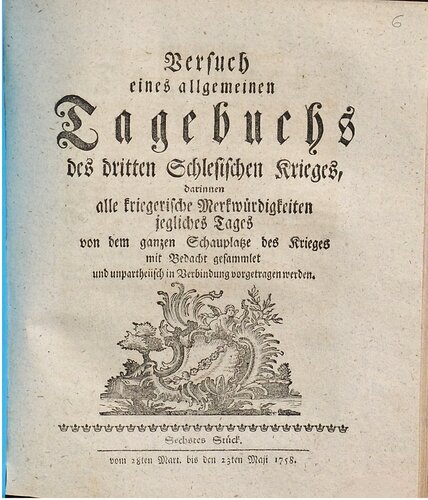 6
Versuch
eines allgemeinen
Tagebuchs
des dritten Schlesischen Krieges,
darinnen
alle kriegerische Merkwürdigkeiten
jegliches Tages
von dem ganzen Schauplatze des Krieges
mit Bedacht gesammlet
und unpartheiisch in Verbindung vorgetragen werden.
Sechstes Stück,
vom 28sten Mart. bis den 23sten Maji 1758.